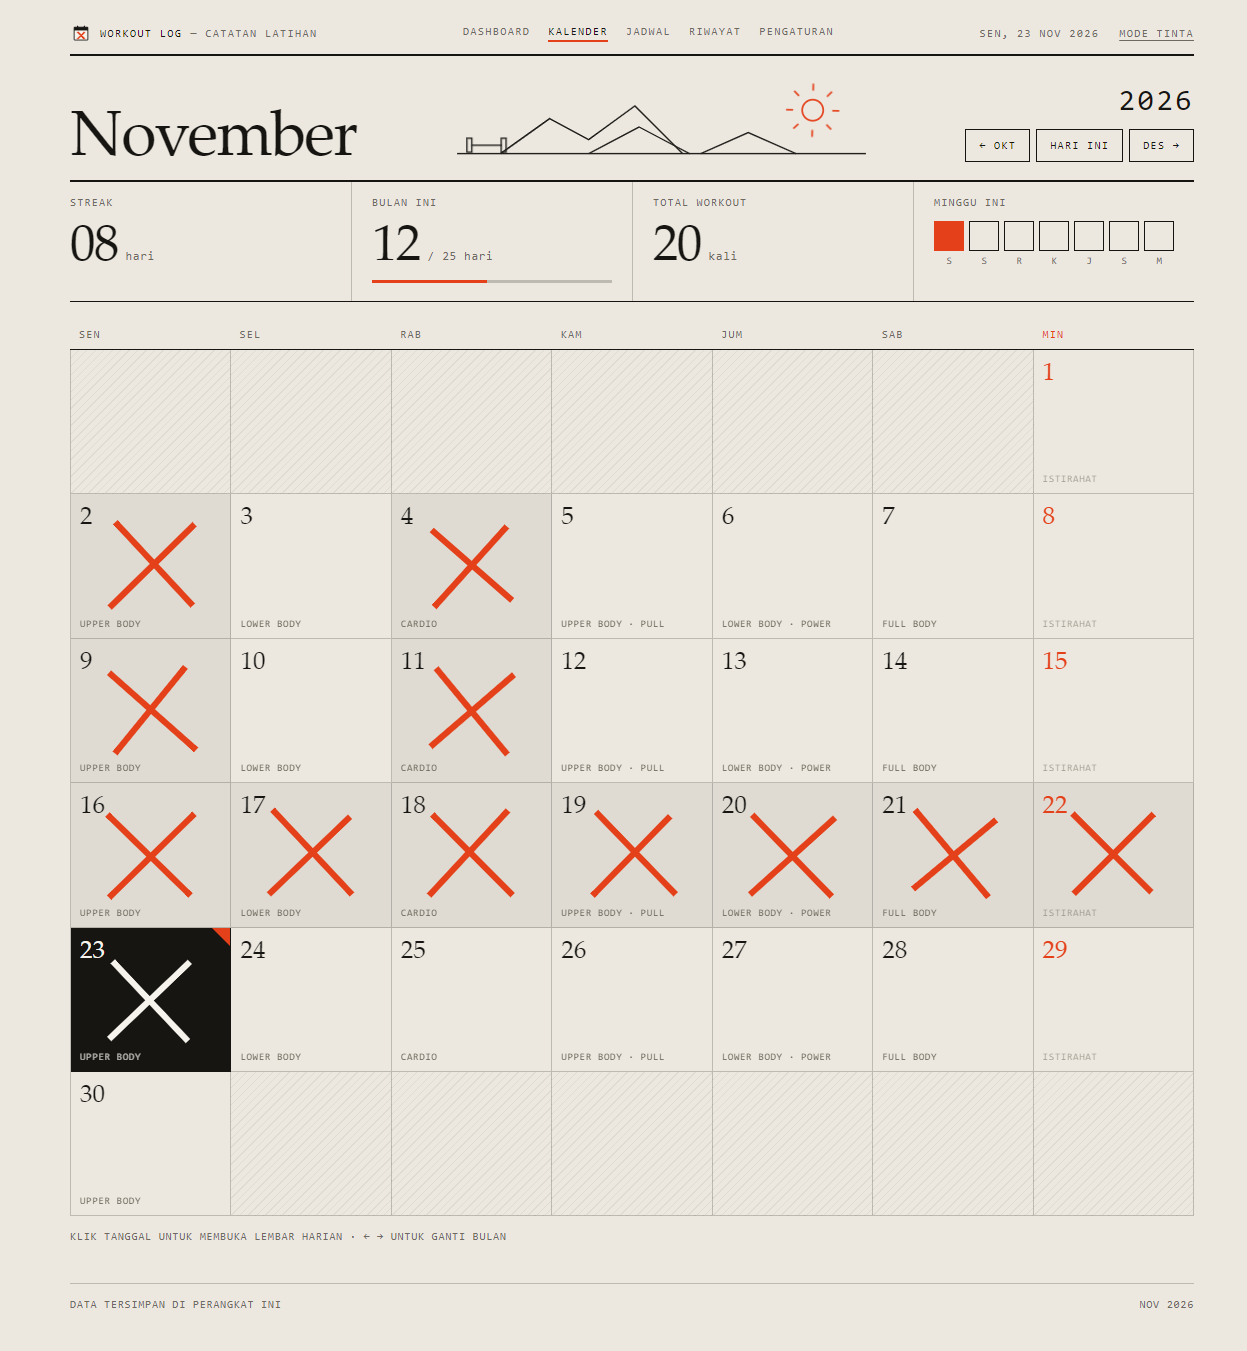 WORKOUT LOG — CATATAN LATIHAN
DASHBOARD KALENDER JADWAL RIWAYAT PENGATURAN
SEN, 23 NOV 2026 MODE TINTA
November
2026
← OKT HARI INI DES →
STREAK
08 hari
BULAN INI
12 / 25 hari
TOTAL WORKOUT
20 kali
MINGGU INI
S S R K J S M
SEN SEL RAB KAM JUM SAB MIN
1
ISTIRAHAT
2 3 4 5 6 7 8
UPPER BODY LOWER BODY CARDIO UPPER BODY · PULL LOWER BODY · POWER FULL BODY ISTIRAHAT
9 10 11 12 13 14 15
UPPER BODY LOWER BODY CARDIO UPPER BODY · PULL LOWER BODY · POWER FULL BODY ISTIRAHAT
16 17 18 19 20 21 22
UPPER BODY LOWER BODY CARDIO UPPER BODY · PULL LOWER BODY · POWER FULL BODY ISTIRAHAT
23 24 25 26 27 28 29
UPPER BODY LOWER BODY CARDIO UPPER BODY · PULL LOWER BODY · POWER FULL BODY ISTIRAHAT
30
UPPER BODY
KLIK TANGGAL UNTUK MEMBUKA LEMBAR HARIAN · ← → UNTUK GANTI BULAN
DATA TERSIMPAN DI PERANGKAT INI
NOV 2026